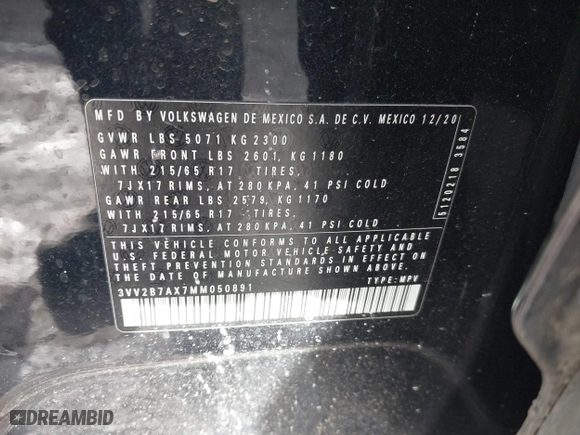 MFD BY VOLKSWAGEN DE MEXICO S.A. DE C.V. MEXICO 12/20
GVWR LBS 5071 KG 2300
GAWR FRONT LBS 2601, KG 1180
WITH 215/65 R17 TIRES,
7JX17 RIMS, AT 280 KPA, 41 PSI COLD
GAWR REAR LBS 2579, KG 1170
WITH 215/65 R17 TIRES,
7JX17 RIMS, AT 280 KPA, 41 PSI COLD
THIS VEHICLE CONFORMS TO ALL APPLICABLE
U.S. FEDERAL MOTOR VEHICLE SAFETY AND
THEFT PREVENTION STANDARDS IN EFFECT ON THE
DATE OF MANUFACTURE SHOWN ABOVE.
3VV2B7AX7MM050891 TYPE: MPV
5120218 3584
DREAMBID